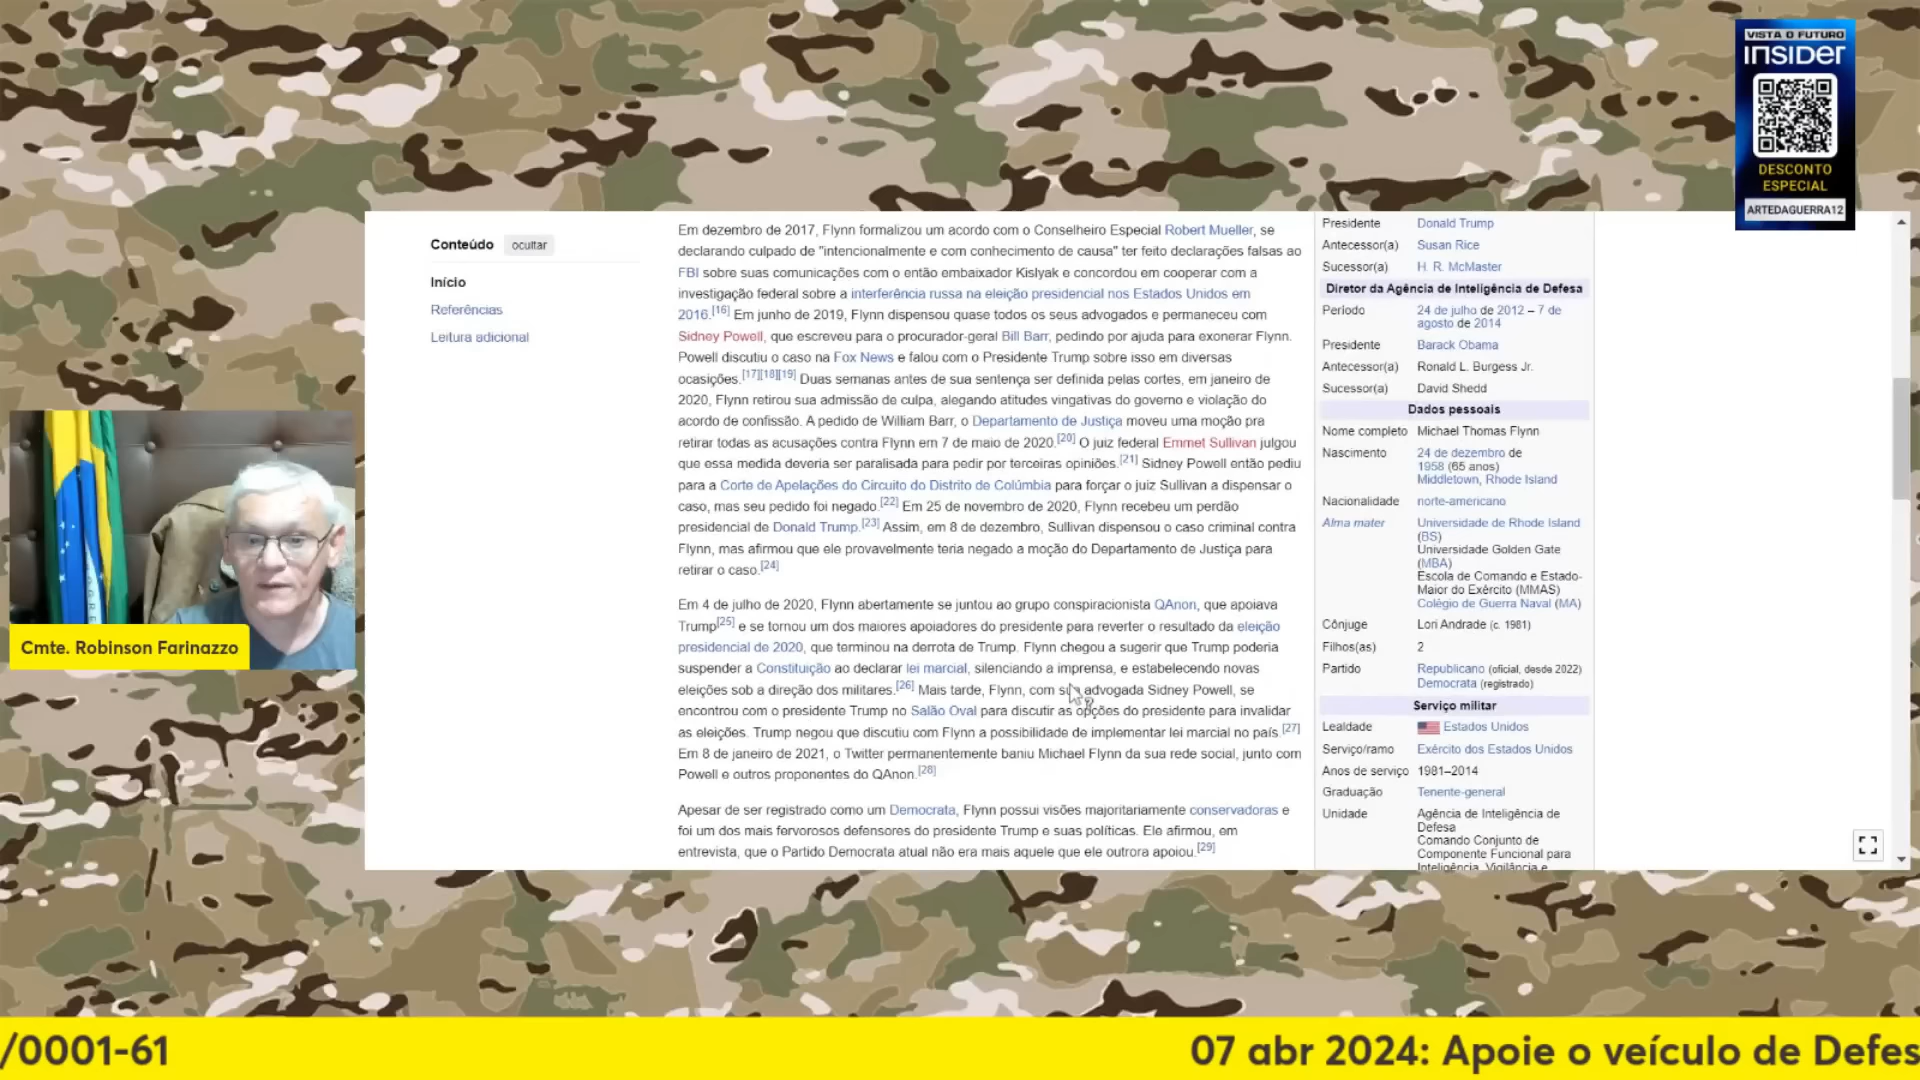 VISTA O FUTURO
INSIDER
DESCONTO
ESPECIAL
ARTEDAGUERRA12
Conteúdo ocultar
Início
Referências
Leitura adicional
Em dezembro de 2017, Flynn formalizou um acordo com o Conselheiro Especial Robert Mueller, se
declarando culpado de "intencionalmente e com conhecimento de causa" ter feito declarações falsas ao
FBI sobre suas comunicações com o então embaixador Kislyak e concordou em cooperar com a
investigação federal sobre a interferência russa na eleição presidencial nos Estados Unidos em
2016.[16] Em junho de 2019, Flynn dispensou quase todos os seus advogados e permaneceu com
Sidney Powell, que escreveu para o procurador-geral Bill Barr, pedindo por ajuda para exonerar Flynn.
Powell discutiu o caso na Fox News e falou com o Presidente Trump sobre isso em diversas
ocasições.[17][18][19] Duas semanas antes de sua sentença ser definida pelas cortes, em janeiro de
2020, Flynn retirou sua admissão de culpa, alegando atitudes vingativas do governo e violação do
acordo de confissão. A pedido de William Barr, o Departamento de Justiça moveu uma moção pra
retirar todas as acusações contra Flynn em 7 de maio de 2020.[20] O juiz federal Emmet Sullivan julgou
que essa medida deveria ser paralisada para pedir por terceiras opiniões.[21] Sidney Powell então pediu
para a Corte de Apelações do Circuito do Distrito de Colúmbia para forçar o juiz Sullivan a dispensar o
caso, mas seu pedido foi negado.[22] Em 25 de novembro de 2020, Flynn recebeu um perdão
presidencial de Donald Trump.[23] Assim, em 8 de dezembro, Sullivan dispensou o caso criminal contra
Flynn, mas afirmou que ele provavelmente teria negado a moção do Departamento de Justiça para
retirar o caso.[24]
Em 4 de julho de 2020, Flynn abertamente se juntou ao grupo conspiracionista QAnon, que apoiava
Trump[25] e se tornou um dos maiores apoiadores do presidente para reverter o resultado da eleição
presidencial de 2020, que terminou na derrota de Trump. Flynn chegou a sugerir que Trump poderia
suspender a Constituição ao declarar lei marcial, silenciando a imprensa, e estabelecendo novas
eleições sob a direção dos militares.[26] Mais tarde, Flynn, com sua advogada Sidney Powell, se
encontrou com o presidente Trump no Salão Oval para discutir as opções do presidente para invalidar
as eleições. Trump negou que discutiu com Flynn a possibilidade de implementar lei marcial no país.[27]
Em 8 de janeiro de 2021, o Twitter permanentemente baniu Michael Flynn da sua rede social, junto com
Powell e outros proponentes do QAnon.[28]
Apesar de ser registrado como um Democrata, Flynn possui visões majoritariamente conservadoras e
foi um dos mais fervorosos defensores do presidente Trump e suas políticas. Ele afirmou, em
entrevista, que o Partido Democrata atual não era mais aquele que ele outrora apoiou.[29]
Presidente Donald Trump
Antecessor(a) Susan Rice
Sucessor(a) H. R. McMaster
Diretor da Agência de Inteligência de Defesa
Período 24 de julho de 2012 – 7 de
agosto de 2014
Presidente Barack Obama
Antecessor(a) Ronald L. Burgess Jr.
Sucessor(a) David Shedd
Dados pessoais
Nome completo Michael Thomas Flynn
Nascimento 24 de dezembro de
1958 (65 anos)
Middletown, Rhode Island
Nacionalidade norte-americano
Alma mater Universidade de Rhode Island
(BS)
Universidade Golden Gate
(MBA)
Escola de Comando e Estado-
Maior do Exército (MMAS)
Colégio de Guerra Naval (MA)
Cônjuge Lori Andrade (c. 1981)
Filhos(as) 2
Partido Republicano (oficial, desde 2022)
Democrata (registrado)
Serviço militar
Lealdade Estados Unidos
Serviço/ramo Exército dos Estados Unidos
Anos de serviço 1981–2014
Graduação Tenente-general
Unidade Agência de Inteligência de
Defesa
Comando Conjunto de
Componente Funcional para
Inteligência, Vigilância e
Cmte. Robinson Farinazzo
/0001-61
07 abr 2024: Apoie o veículo de Defes